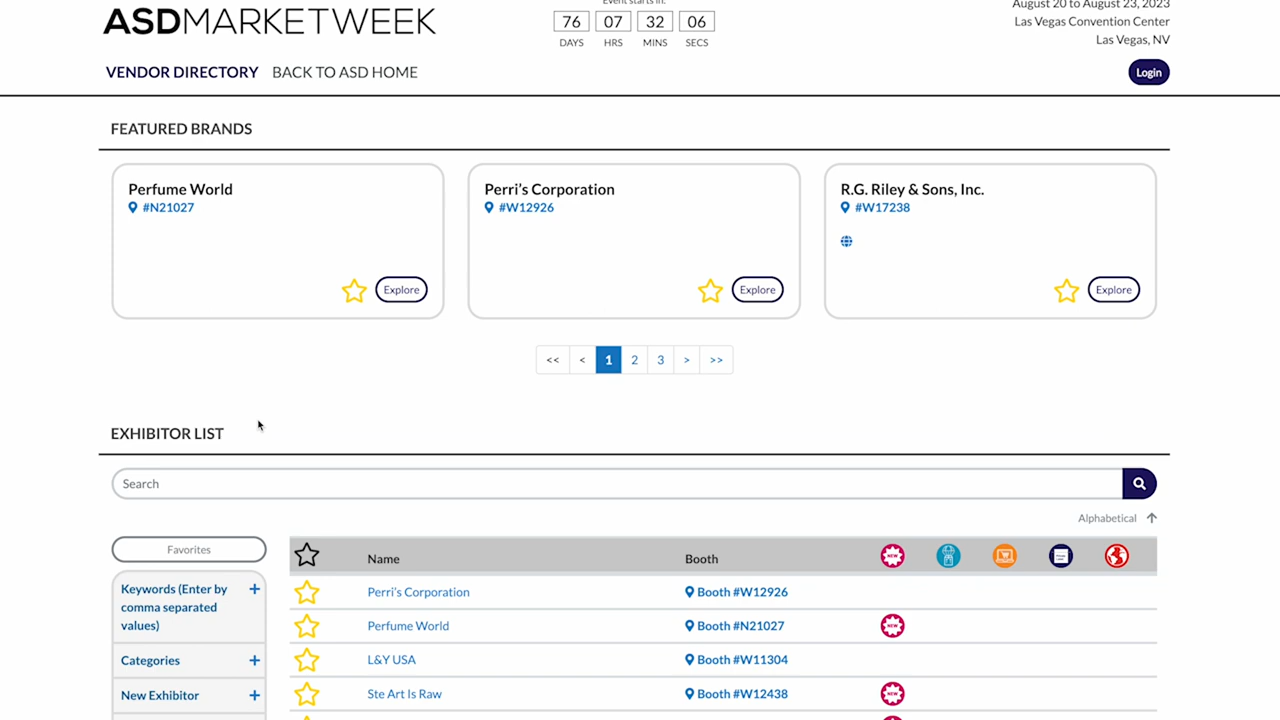 Event starts in:
August 20 to August 23, 2023
ASDMARKETWEEK
76 07 32 06
Las Vegas Convention Center
DAYS HRS MINS SECS
Las Vegas, NV
VENDOR DIRECTORY BACK TO ASD HOME
Login
FEATURED BRANDS
Perfume World
#N21027
Explore
Perri's Corporation
#W12926
Explore
R.G. Riley & Sons, Inc.
#W17238
Explore
<< < 1 2 3 > >>
EXHIBITOR LIST
Search
Alphabetical
Favorites
Keywords (Enter by
comma separated
values) +
Categories +
New Exhibitor +
Name Booth NEW
Perri's Corporation Booth #W12926
Perfume World Booth #N21027 NEW
L&Y USA Booth #W11304
Ste Art Is Raw Booth #W12438 NEW